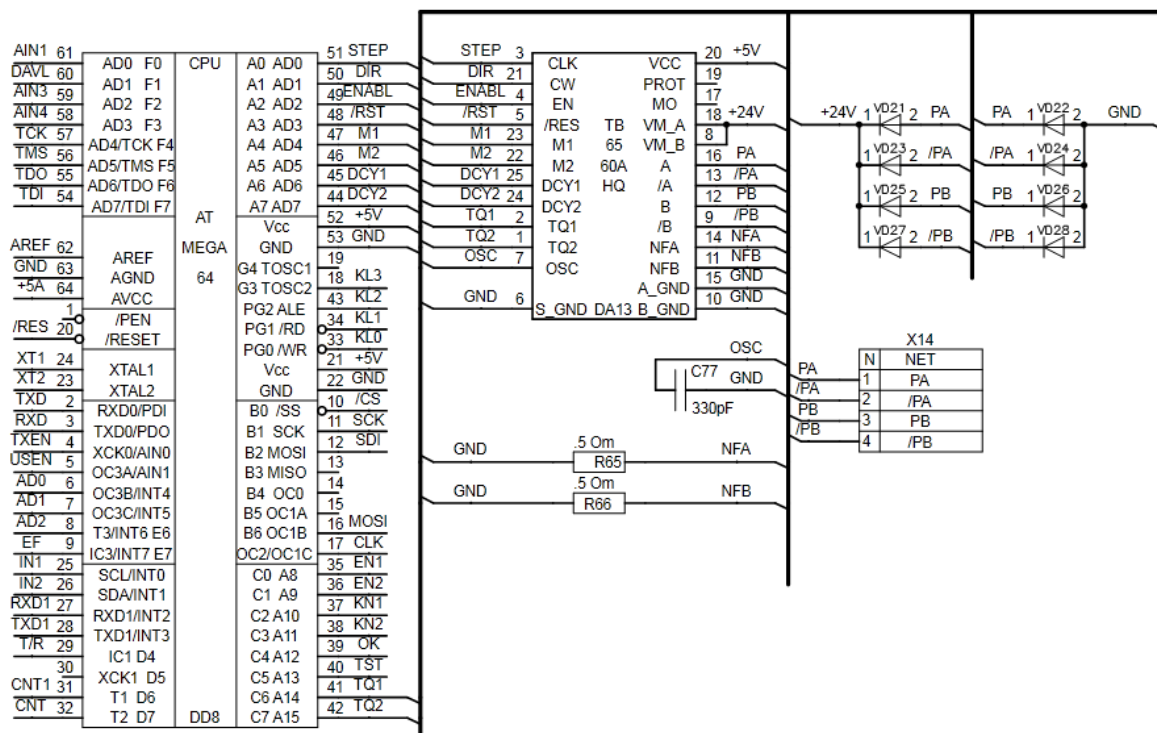 AIN1 61 AD0 F0 CPU A0 AD0 51 STEP
DAVL 60 AD1 F1 A1 AD1 50 DIR
AIN3 59 AD2 F2 A2 AD2 49 ENABL
AIN4 58 AD3 F3 A3 AD3 48 /RST
TCK 57 AD4/TCK F4 A4 AD4 47 M1
TMS 56 AD5/TMS F5 A5 AD5 46 M2
TDO 55 AD6/TDO F6 A6 AD6 45 DCY1
TDI 54 AD7/TDI F7 A7 AD7 44 DCY2
AT Vcc 52 +5V
AREF 62 AREF MEGA GND 53 GND
GND 63 AGND 64 G4 TOSC1 19
+5A 64 AVCC G3 TOSC2 18 KL3
1 /PEN PG2 ALE 43 KL2
/RES 20 /RESET PG1 /RD 34 KL1
PG0 /WR 33 KL0
XT1 24 XTAL1 Vcc 21 +5V
XT2 23 XTAL2 GND 22 GND
TXD 2 RXD0/PDI B0 /SS 10 /CS
RXD 3 TXD0/PDO B1 SCK 11 SCK
TXEN 4 XCK0/AIN0 B2 MOSI 12 SDI
USEN 5 OC3A/AIN1 B3 MISO 13
AD0 6 OC3B/INT4 B4 OC0 14
AD1 7 OC3C/INT5 B5 OC1A 15
AD2 8 T3/INT6 E6 B6 OC1B 16 MOSI
EF 9 IC3/INT7 E7 OC2/OC1C 17 CLK
IN1 25 SCL/INT0 C0 A8 35 EN1
IN2 26 SDA/INT1 C1 A9 36 EN2
RXD1 27 RXD1/INT2 C2 A10 37 KN1
TXD1 28 TXD1/INT3 C3 A11 38 KN2
T/R 29 IC1 D4 C4 A12 39 OK
30 XCK1 D5 C5 A13 40 TST
CNT1 31 T1 D6 C6 A14 41 TQ1
CNT 32 T2 D7 DD8 C7 A15 42 TQ2
STEP 3 CLK VCC 20 +5V
DIR 21 CW PROT 19
ENABL 4 EN MO 17
/RST 5 /RES TB VM_A 18 +24V
M1 23 M1 65 VM_B 8
M2 22 M2 60A A 16 PA
DCY1 25 DCY1 HQ /A 13 /PA
DCY2 24 DCY2 B 12 PB
TQ1 2 TQ1 /B 9 /PB
TQ2 1 TQ2 NFA 14 NFA
OSC 7 OSC NFB 11 NFB
A_GND 15 GND
GND 6 S_GND DA13 B_GND 10 GND
+24V 1 VD21 2 PA PA 1 VD22 2 GND
1 VD23 2 /PA /PA 1 VD24 2
1 VD25 2 PB PB 1 VD26 2
1 VD27 2 /PB /PB 1 VD28 2
OSC
C77 GND
330pF
X14
N NET
PA 1 PA
/PA 2 /PA
PB 3 PB
/PB 4 /PB
GND .5 Om R65 NFA
GND .5 Om R66 NFB